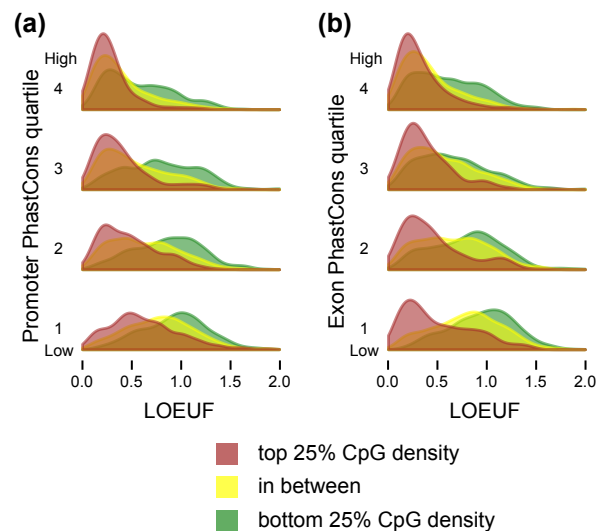 (a)
Promoter PhastCons quartile
High
4
3
2
1
Low
0.0 0.5 1.0 1.5 2.0
LOEUF
(b)
Exon PhastCons quartile
High
4
3
2
1
Low
0.0 0.5 1.0 1.5 2.0
LOEUF
top 25% CpG density
in between
bottom 25% CpG density